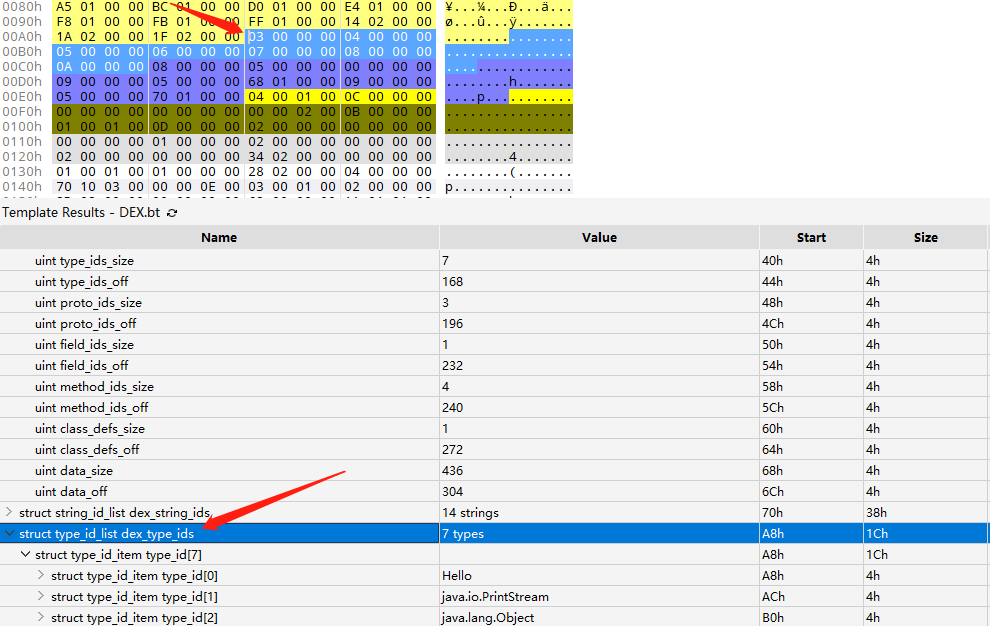 0080h A5 01 00 00 BC 01 00 00 D0 01 00 00 E4 01 00 00 ¥...¼...Ð...ä...
0090h F8 01 00 00 FB 01 00 00 FF 01 00 00 14 02 00 00 ø...û...ÿ.......
00A0h 1A 02 00 00 1F 02 00 00 03 00 00 00 04 00 00 00 ................
00B0h 05 00 00 00 06 00 00 00 07 00 00 00 08 00 00 00 ................
00C0h 0A 00 00 00 08 00 00 00 05 00 00 00 00 00 00 00 ................
00D0h 09 00 00 00 05 00 00 00 68 01 00 00 09 00 00 00 ........h.......
00E0h 05 00 00 00 70 01 00 00 04 00 01 00 0C 00 00 00 ....p...........
00F0h 00 00 00 00 00 00 00 00 00 00 02 00 0B 00 00 00 ................
0100h 01 00 01 00 0D 00 00 00 02 00 00 00 00 00 00 00 ................
0110h 00 00 00 00 01 00 00 00 02 00 00 00 00 00 00 00 ................
0120h 02 00 00 00 00 00 00 00 34 02 00 00 00 00 00 00 ........4.......
0130h 01 00 01 00 01 00 00 00 28 02 00 00 04 00 00 00 ........(.......
0140h 70 10 03 00 00 00 0E 00 03 00 01 00 02 00 00 00 p...............
Template Results - DEX.bt
Name Value Start Size
uint type_ids_size 7 40h 4h
uint type_ids_off 168 44h 4h
uint proto_ids_size 3 48h 4h
uint proto_ids_off 196 4Ch 4h
uint field_ids_size 1 50h 4h
uint field_ids_off 232 54h 4h
uint method_ids_size 4 58h 4h
uint method_ids_off 240 5Ch 4h
uint class_defs_size 1 60h 4h
uint class_defs_off 272 64h 4h
uint data_size 436 68h 4h
uint data_off 304 6Ch 4h
struct string_id_list dex_string_ids 14 strings 70h 38h
struct type_id_list dex_type_ids 7 types A8h 1Ch
struct type_id_item type_id[7] A8h 1Ch
struct type_id_item type_id[0] Hello A8h 4h
struct type_id_item type_id[1] java.io.PrintStream ACh 4h
struct type_id_item type_id[2] java.lang.Object B0h 4h